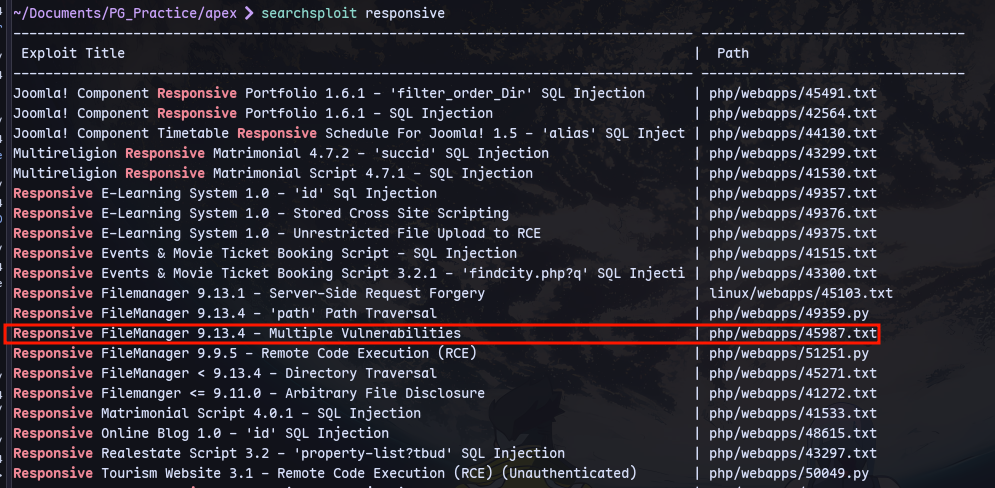 ~/Documents/PG_Practice/apex ❯ searchsploit responsive
---------------------------------------------------------------------------------- ---------------------------------
Exploit Title | Path
---------------------------------------------------------------------------------- ---------------------------------
Joomla! Component Responsive Portfolio 1.6.1 - 'filter_order_Dir' SQL Injection | php/webapps/45491.txt
Joomla! Component Responsive Portfolio 1.6.1 - SQL Injection | php/webapps/42564.txt
Joomla! Component Timetable Responsive Schedule For Joomla! 1.5 - 'alias' SQL Inject | php/webapps/44130.txt
Multireligion Responsive Matrimonial 4.7.2 - 'succid' SQL Injection | php/webapps/43299.txt
Multireligion Responsive Matrimonial Script 4.7.1 - SQL Injection | php/webapps/41530.txt
Responsive E-Learning System 1.0 - 'id' Sql Injection | php/webapps/49357.txt
Responsive E-Learning System 1.0 - Stored Cross Site Scripting | php/webapps/49376.txt
Responsive E-Learning System 1.0 - Unrestricted File Upload to RCE | php/webapps/49375.txt
Responsive Events & Movie Ticket Booking Script - SQL Injection | php/webapps/41515.txt
Responsive Events & Movie Ticket Booking Script 3.2.1 - 'findcity.php?q' SQL Injecti | php/webapps/43300.txt
Responsive Filemanager 9.13.1 - Server-Side Request Forgery | linux/webapps/45103.txt
Responsive FileManager 9.13.4 - 'path' Path Traversal | php/webapps/49359.py
Responsive FileManager 9.13.4 - Multiple Vulnerabilities | php/webapps/45987.txt
Responsive FileManager 9.9.5 - Remote Code Execution (RCE) | php/webapps/51251.py
Responsive FileManager < 9.13.4 - Directory Traversal | php/webapps/45271.txt
Responsive Filemanger <= 9.11.0 - Arbitrary File Disclosure | php/webapps/41272.txt
Responsive Matrimonial Script 4.0.1 - SQL Injection | php/webapps/41533.txt
Responsive Online Blog 1.0 - 'id' SQL Injection | php/webapps/48615.txt
Responsive Realestate Script 3.2 - 'property-list?tbud' SQL Injection | php/webapps/43297.txt
Responsive Tourism Website 3.1 - Remote Code Execution (RCE) (Unauthenticated) | php/webapps/50049.py